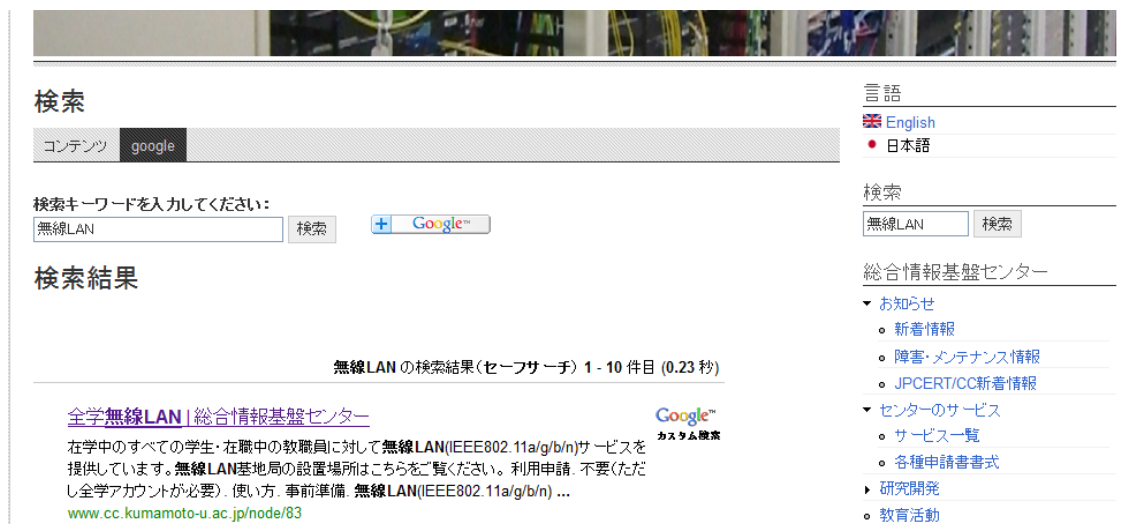 検索
コンテンツ google
検索キーワードを入力してください:
無線LAN 検索 Google™
検索結果
無線LAN の検索結果(セーフサーチ) 1 - 10 件目 (0.23 秒)
全学無線LAN | 総合情報基盤センター
Google™
カスタム検索
在学中のすべての学生・在職中の教職員に対して無線LAN(IEEE802.11a/g/b/n)サービスを
提供しています。無線LAN基地局の設置場所はこちらをご覧ください。利用申請. 不要(ただ
し全学アカウントが必要). 使い方. 事前準備. 無線LAN(IEEE802.11a/g/b/n) ...
www.cc.kumamoto-u.ac.jp/node/83
言語
English
日本語
検索
無線LAN 検索
総合情報基盤センター
お知らせ
新着情報
障害・メンテナンス情報
JPCERT/CC新着情報
センターのサービス
サービス一覧
各種申請書書式
研究開発
教育活動